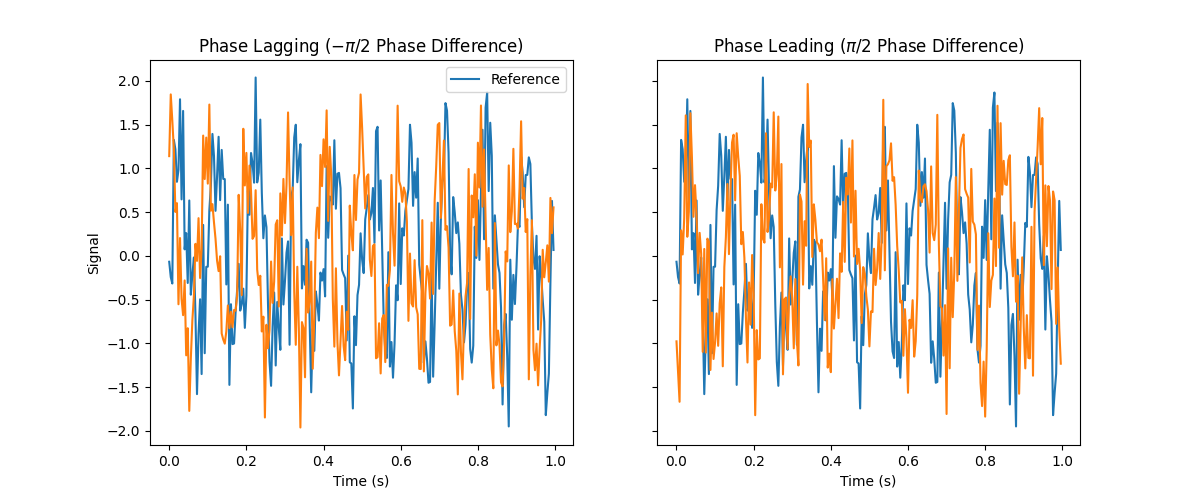 Phase Lagging (−π/2 Phase Difference)
Reference
2.0
1.5
1.0
0.5
0.0
−0.5
−1.0
−1.5
−2.0
Signal
0.0 0.2 0.4 0.6 0.8 1.0
Time (s)
Phase Leading (π/2 Phase Difference)
0.0 0.2 0.4 0.6 0.8 1.0
Time (s)